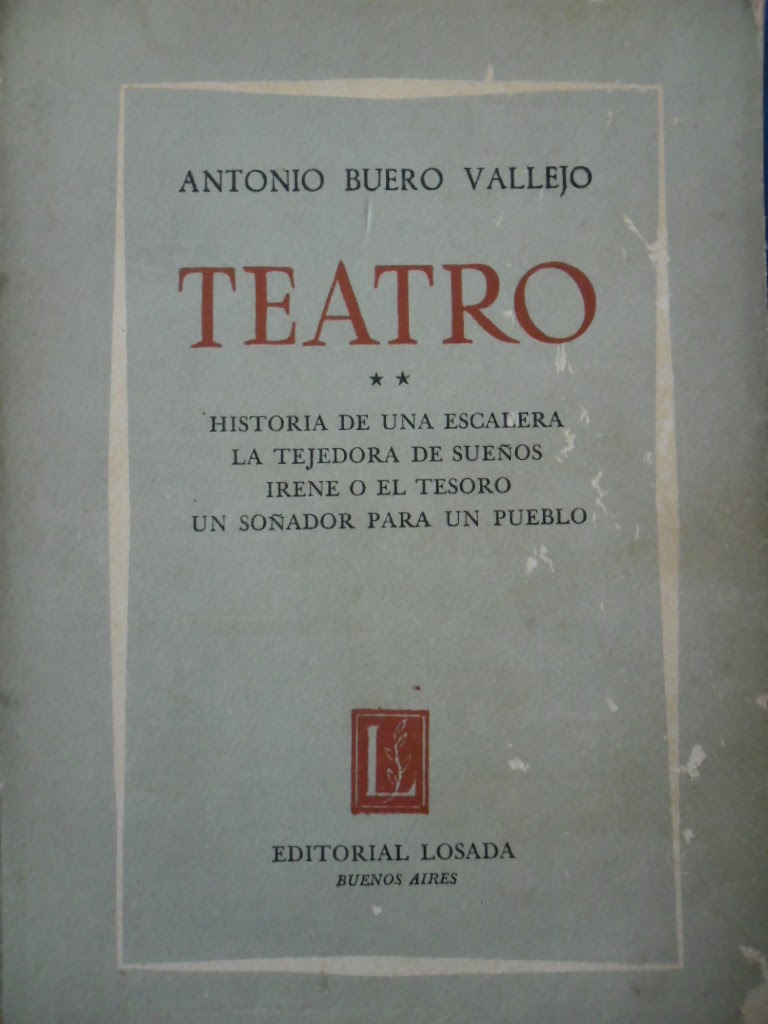 ANTONIO BUERO VALLEJO
TEATRO
★ ★
HISTORIA DE UNA ESCALERA
LA TEJEDORA DE SUEÑOS
IRENE O EL TESORO
UN SOÑADOR PARA UN PUEBLO
L
EDITORIAL LOSADA
BUENOS AIRES